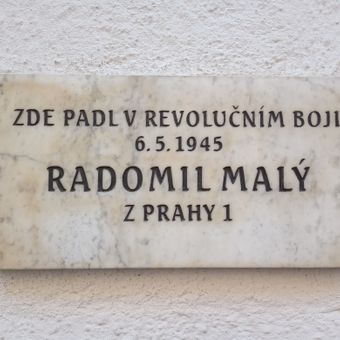 ZDE PADL V REVOLUČNÍM BOJI
6.5.1945
RADOMIL MALÝ
Z PRAHY 1